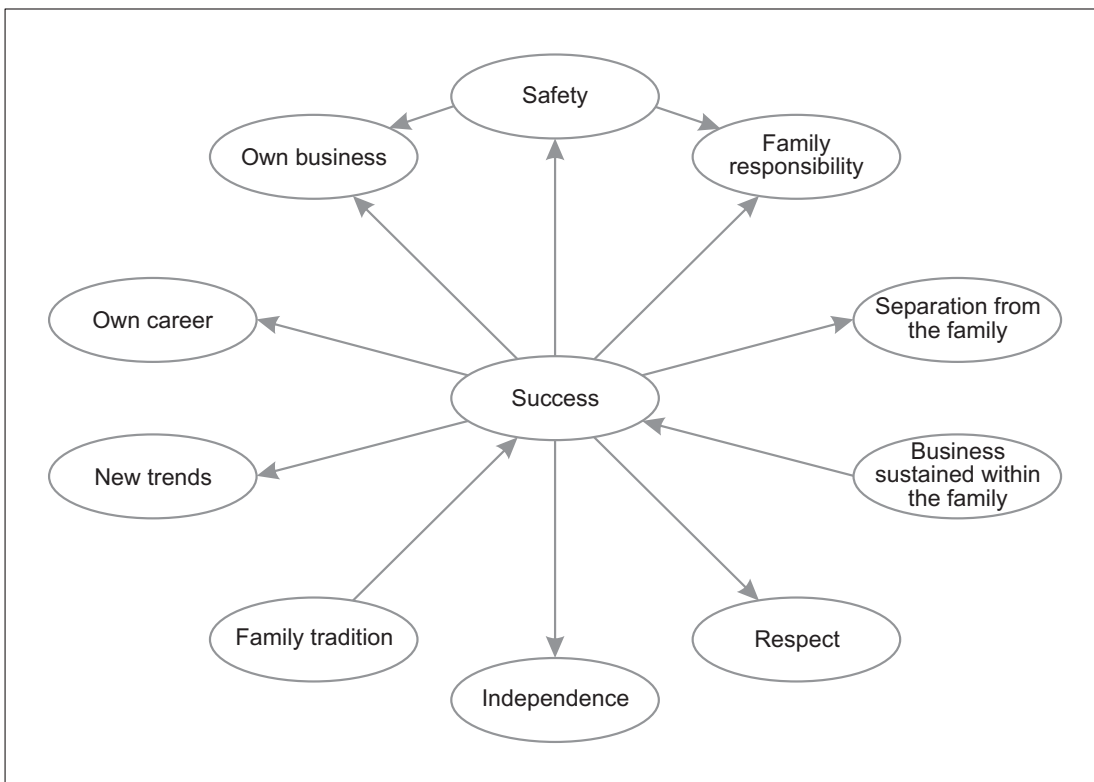 Safety
Own business
Family
responsibility
Own career
Separation from
the family
Success
New trends
Business
sustained within
the family
Family tradition
Respect
Independence